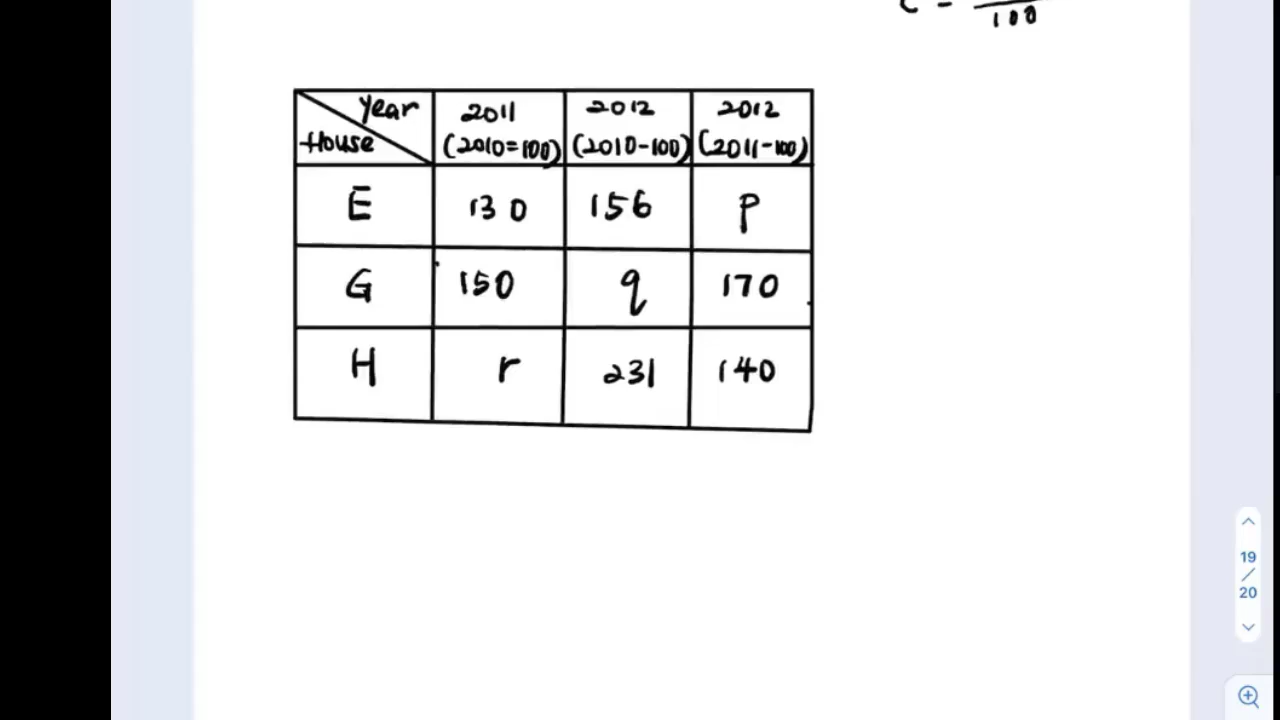 100
Year 2011 2012 2012
House (2010=100) (2010-100) (2011-100)
E 130 156 P
G 150 q 170
H r 231 140
19
/
20